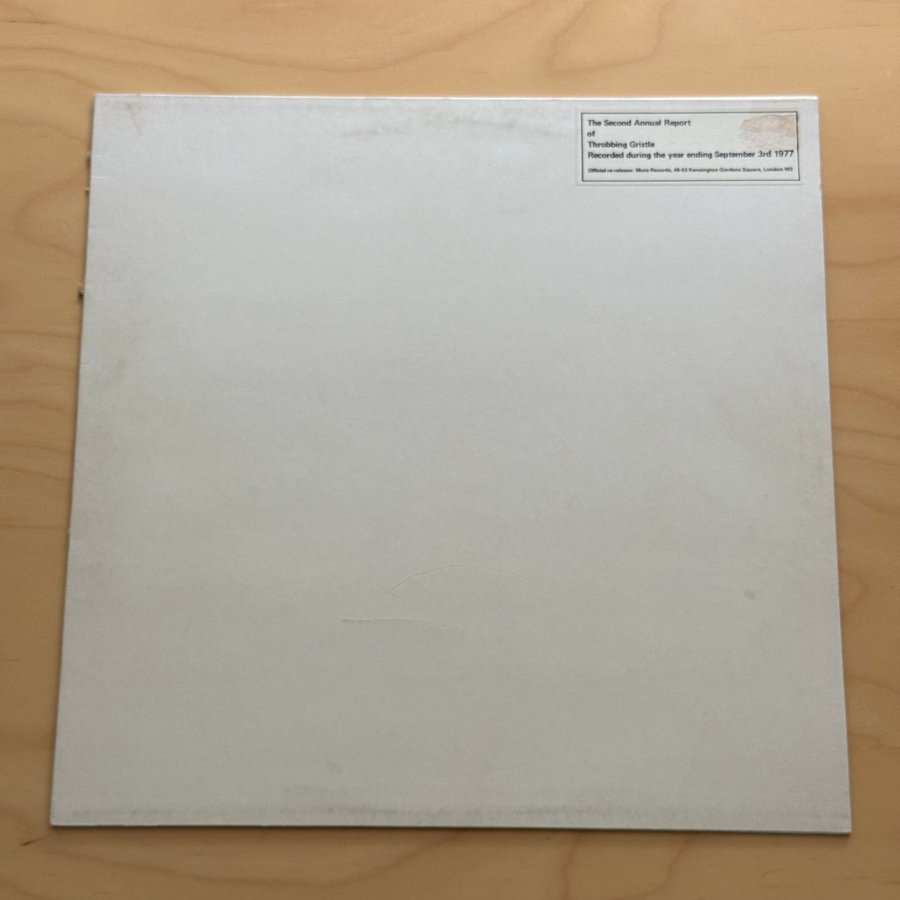 The Second Annual Report
of
Throbbing Gristle
Recorded during the year ending September 3rd 1977
Official re-release: Mute Records, 49-53 Kensington Gardens Square, London W2